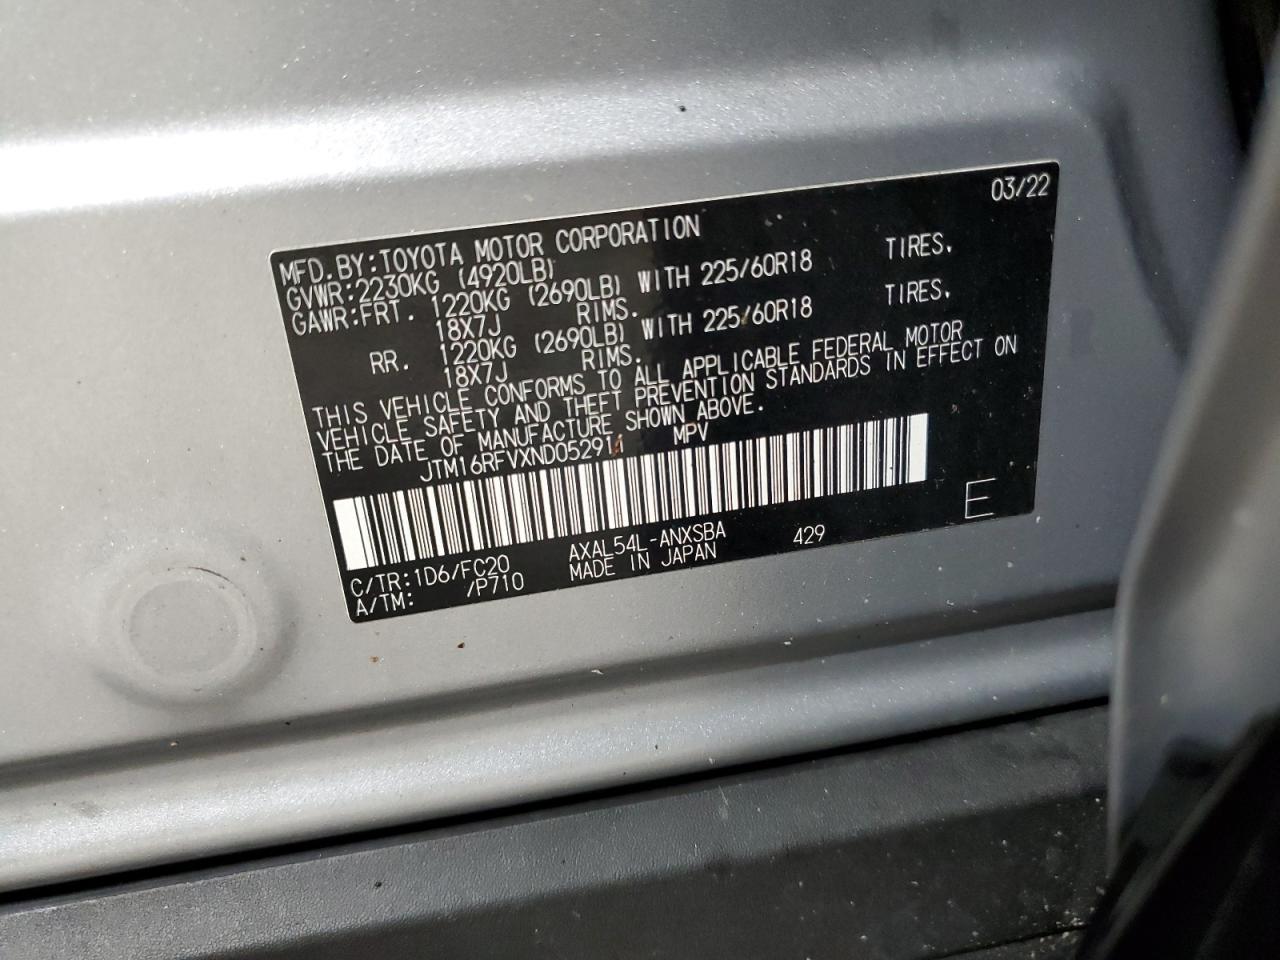 03/22
MFD.BY:TOYOTA MOTOR CORPORATION
GVWR:2230KG (4920LB)
GAWR:FRT. 1220KG (2690LB) WITH 225/60R18 TIRES.
18X7J RIMS.
RR. 1220KG (2690LB) WITH 225/60R18 TIRES.
18X7J RIMS.
THIS VEHICLE CONFORMS TO ALL APPLICABLE FEDERAL MOTOR
VEHICLE SAFETY AND THEFT PREVENTION STANDARDS IN EFFECT ON
THE DATE OF MANUFACTURE SHOWN ABOVE.
JTM16RFVXND052911 MPV
E
C/TR:1D6/FC20 AXAL54L-ANXSBA 429
A/TM: /P710 MADE IN JAPAN